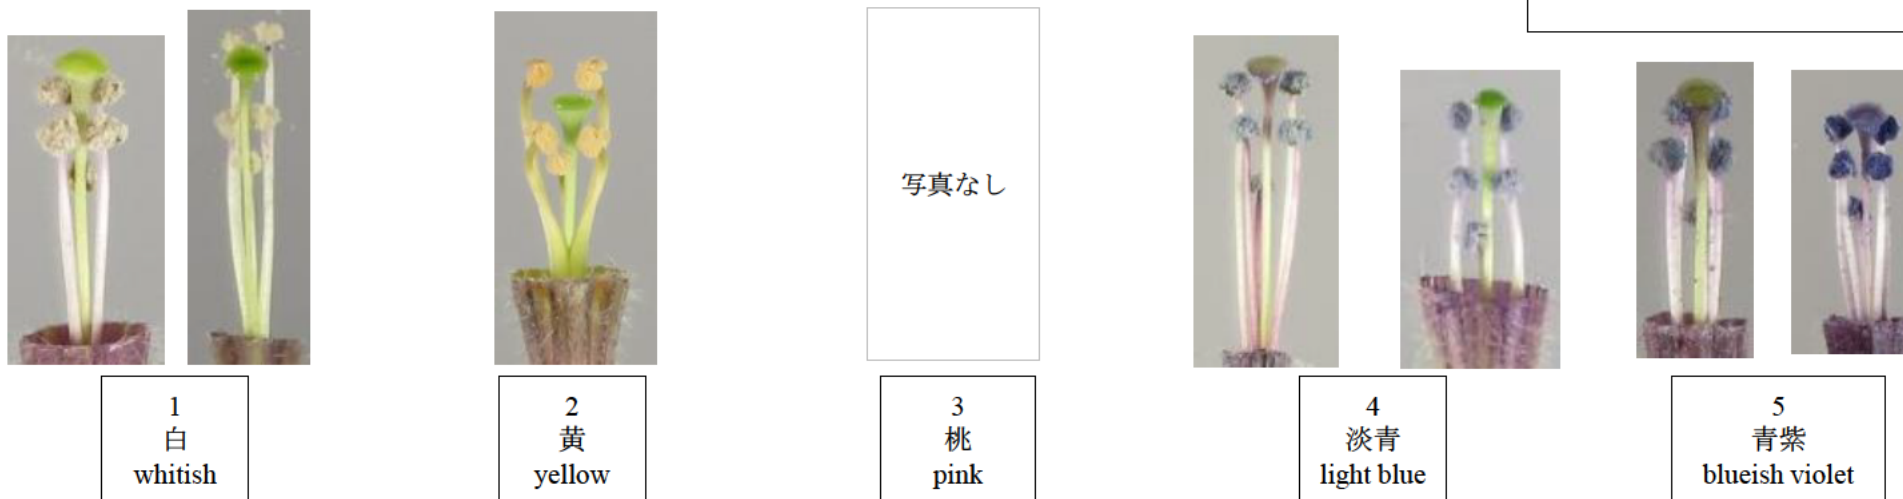 写真なし
1
白
whitish
2
黄
yellow
3
桃
pink
4
淡青
light blue
5
青紫
blueish violet